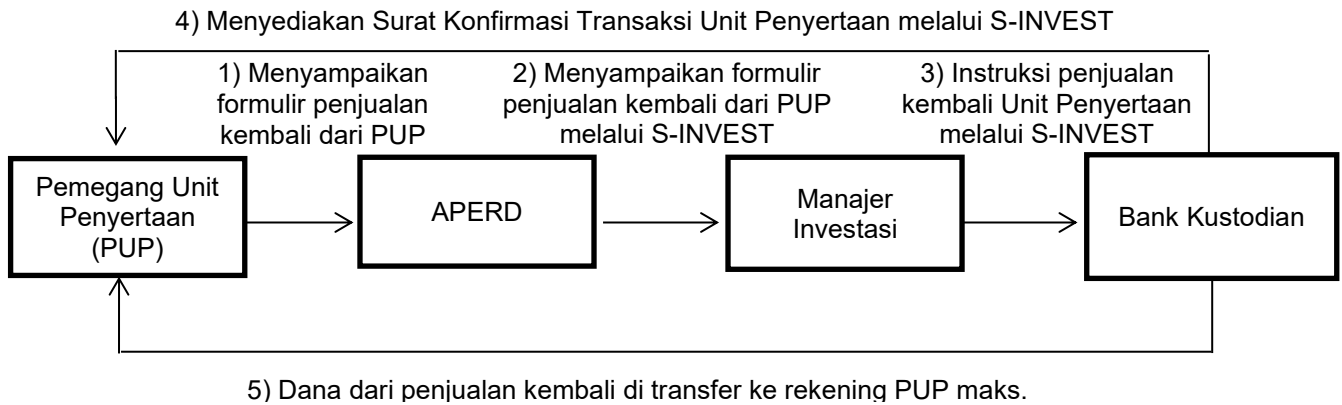 4) Menyediakan Surat Konfirmasi Transaksi Unit Penyertaan melalui S-INVEST
1) Menyampaikan
formulir penjualan
kembali dari PUP
2) Menyampaikan formulir
penjualan kembali dari PUP
melalui S-INVEST
3) Instruksi penjualan
kembali Unit Penyertaan
melalui S-INVEST
Pemegang Unit
Penyertaan
(PUP)
APERD
Manajer
Investasi
Bank Kustodian
5) Dana dari penjualan kembali di transfer ke rekening PUP maks.